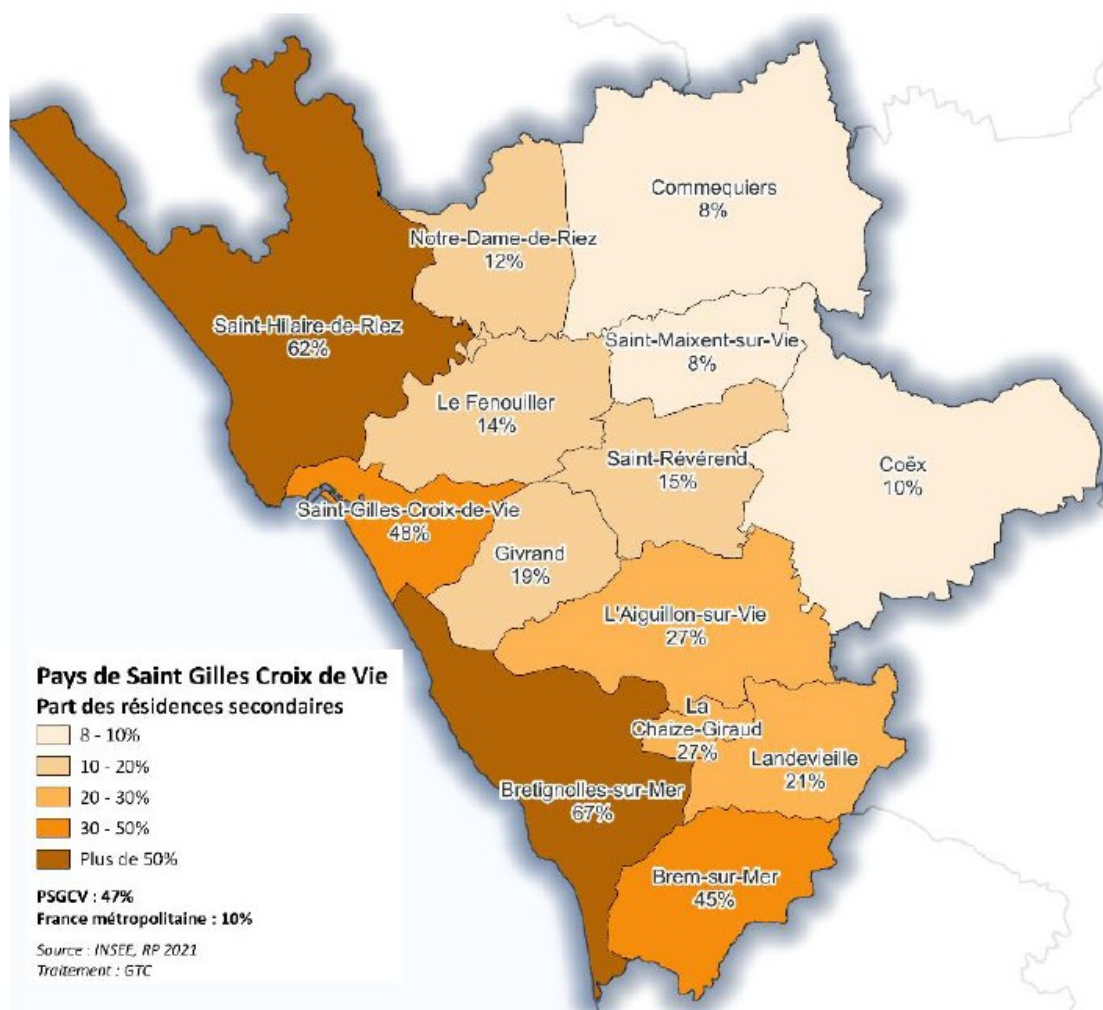 Commequiers
8%
Notre-Dame-de-Riez
12%
Saint-Hilaire-de-Riez
62%
Saint-Maixent-sur-Vie
8%
Le Fenouiller
14%
Saint-Révérend
15%
Coëx
10%
Saint-Gilles-Croix-de-Vie
48%
Givrand
19%
L'Aiguillon-sur-Vie
27%
La
Chaize-Giraud
27%
Landevieille
21%
Bretignolles-sur-Mer
67%
Brem-sur-Mer
45%
Pays de Saint Gilles Croix de Vie
Part des résidences secondaires
8 - 10%
10 - 20%
20 - 30%
30 - 50%
Plus de 50%
PSGCV : 47%
France métropolitaine : 10%
Source : INSEE, RP 2021
Traitement : GTC